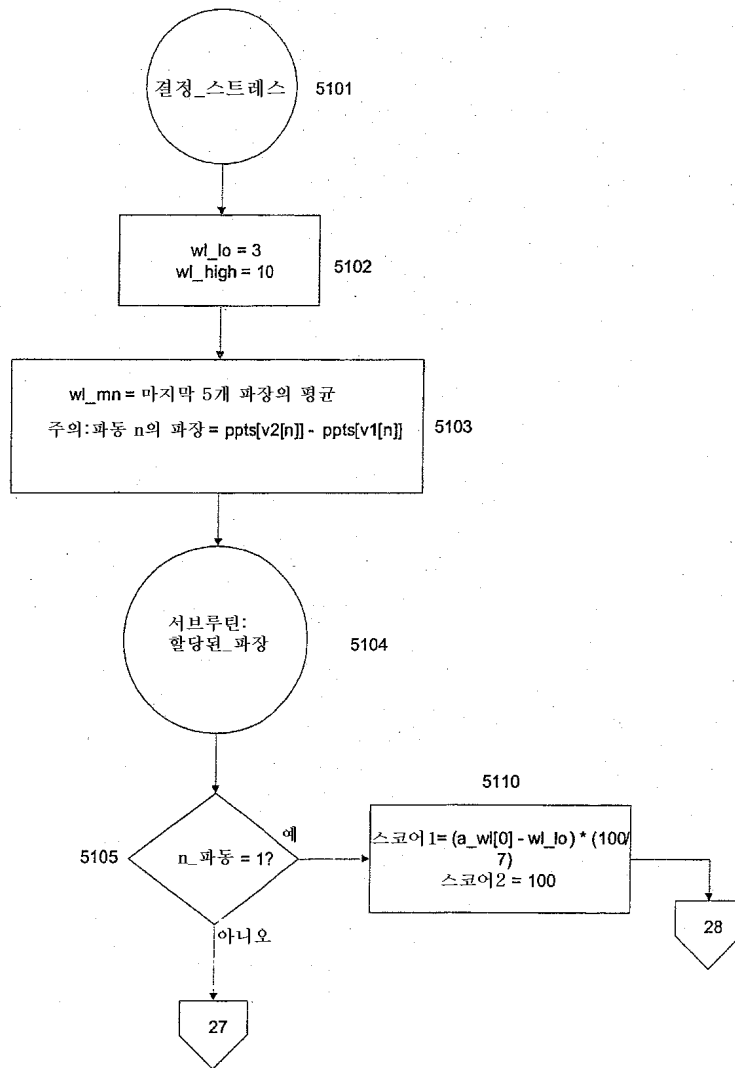 결정_스트레스
5101
wl_lo = 3
wl_high = 10
5102
wl_mn = 마지막 5개 파장의 평균
주의:파동 n의 파장 = ppts[v2[n]] - ppts[v1[n]]
5103
서브루틴:
할당된_파장
5104
5110
5105
n_파동 = 1?
예
스코어1= (a_wl[0] - wl_lo) * (100/
7)
스코어2 = 100
아니오
28
27